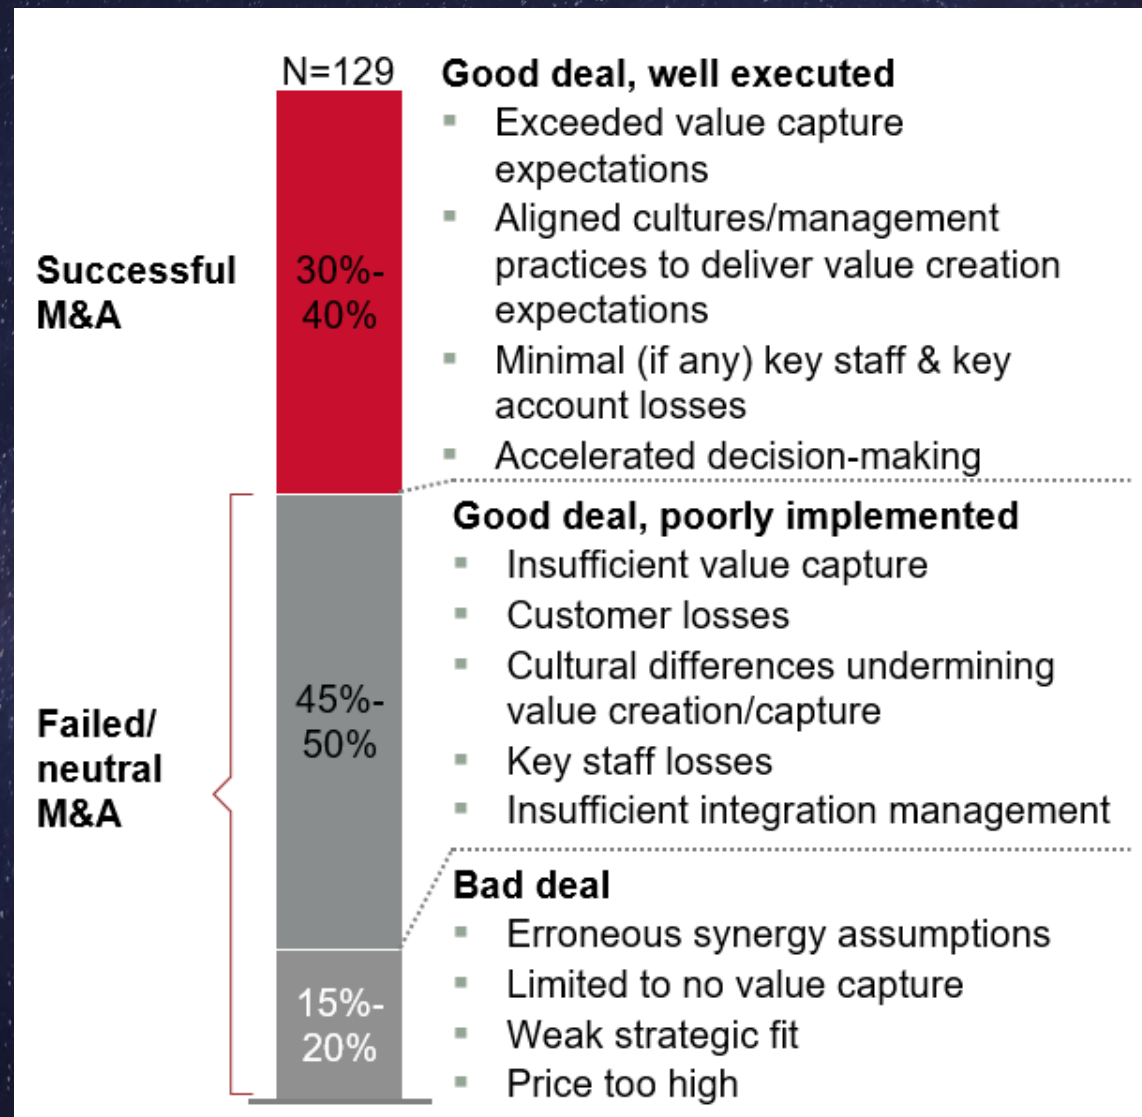 N=129
Successful
M&A
30%-
40%
Good deal, well executed
▪ Exceeded value capture
expectations
▪ Aligned cultures/management
practices to deliver value creation
expectations
▪ Minimal (if any) key staff & key
account losses
▪ Accelerated decision-making
Failed/
neutral
M&A
45%-
50%
Good deal, poorly implemented
▪ Insufficient value capture
▪ Customer losses
▪ Cultural differences undermining
value creation/capture
▪ Key staff losses
▪ Insufficient integration management
15%-
20%
Bad deal
▪ Erroneous synergy assumptions
▪ Limited to no value capture
▪ Weak strategic fit
▪ Price too high